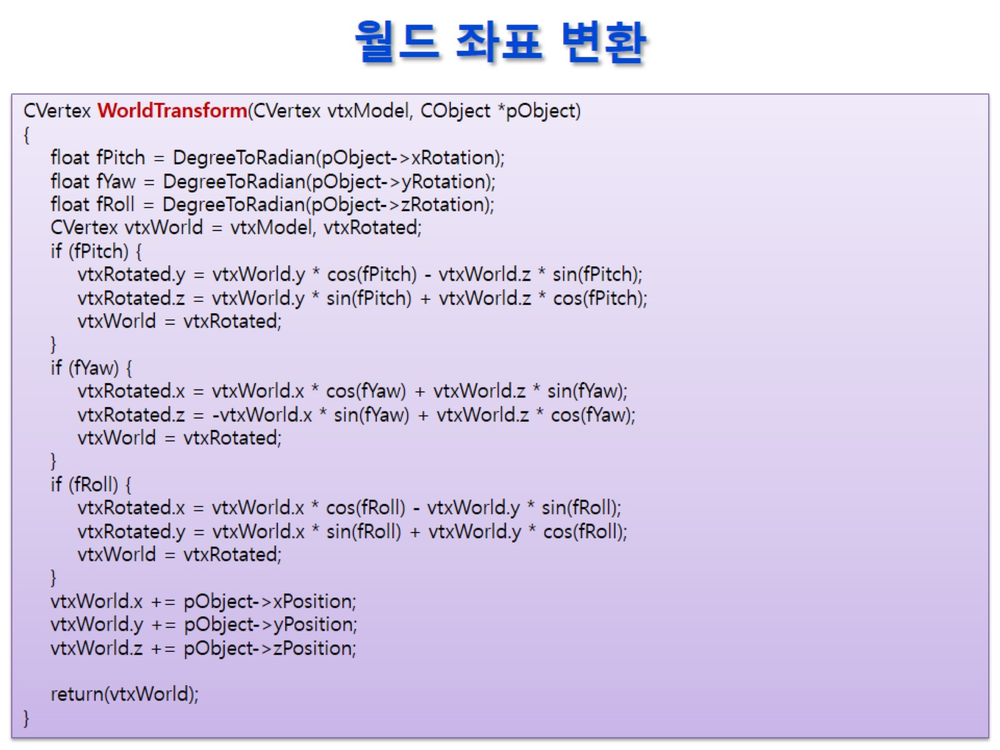 월드 좌표 변환
CVertex WorldTransform(CVertex vtxModel, CObject *pObject)
{
float fPitch = DegreeToRadian(pObject->xRotation);
float fYaw = DegreeToRadian(pObject->yRotation);
float fRoll = DegreeToRadian(pObject->zRotation);
CVertex vtxWorld = vtxModel, vtxRotated;
if (fPitch) {
vtxRotated.y = vtxWorld.y * cos(fPitch) - vtxWorld.z * sin(fPitch);
vtxRotated.z = vtxWorld.y * sin(fPitch) + vtxWorld.z * cos(fPitch);
vtxWorld = vtxRotated;
}
if (fYaw) {
vtxRotated.x = vtxWorld.x * cos(fYaw) + vtxWorld.z * sin(fYaw);
vtxRotated.z = -vtxWorld.x * sin(fYaw) + vtxWorld.z * cos(fYaw);
vtxWorld = vtxRotated;
}
if (fRoll) {
vtxRotated.x = vtxWorld.x * cos(fRoll) - vtxWorld.y * sin(fRoll);
vtxRotated.y = vtxWorld.x * sin(fRoll) + vtxWorld.y * cos(fRoll);
vtxWorld = vtxRotated;
}
vtxWorld.x += pObject->xPosition;
vtxWorld.y += pObject->yPosition;
vtxWorld.z += pObject->zPosition;
return(vtxWorld);
}